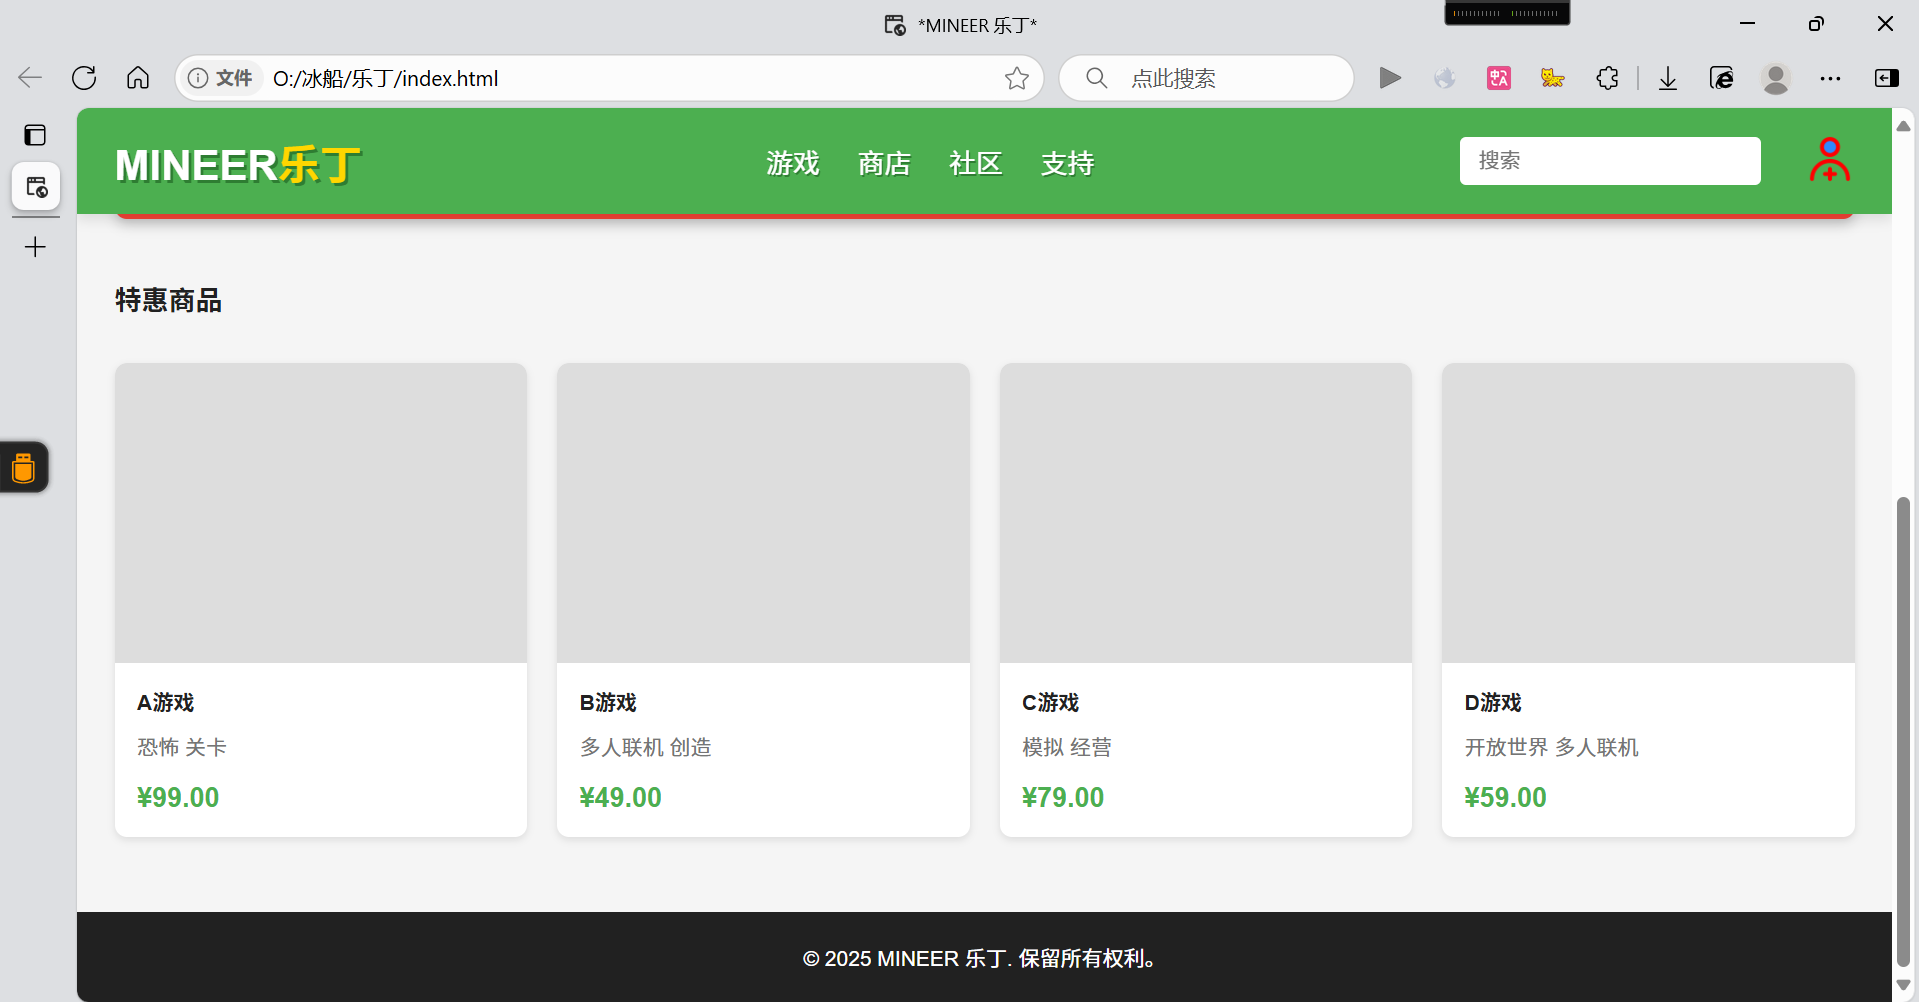 *MINEER 乐丁*
文件 O:/冰船/乐丁/index.html
点此搜索
MINEER乐丁
游戏 商店 社区 支持
搜索
特惠商品
A游戏
恐怖 关卡
¥99.00
B游戏
多人联机 创造
¥49.00
C游戏
模拟 经营
¥79.00
D游戏
开放世界 多人联机
¥59.00
© 2025 MINEER 乐丁. 保留所有权利。